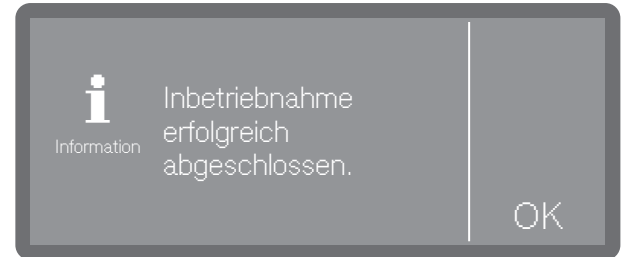 Information
Inbetriebnahme
erfolgreich
abgeschlossen.
OK